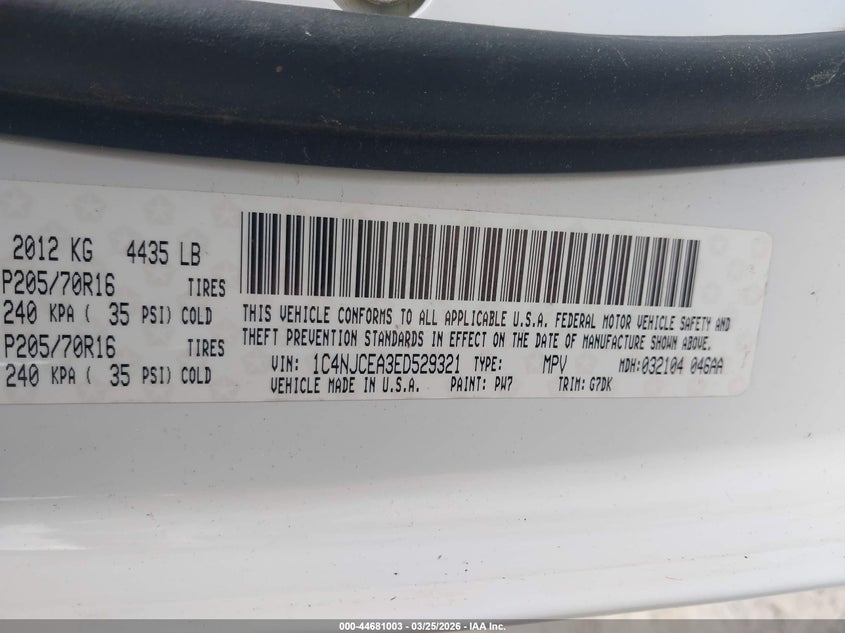 2012 KG 4435 LB
P205/70R16 TIRES
240 KPA ( 35 PSI) COLD
P205/70R16 TIRES
240 KPA ( 35 PSI) COLD
THIS VEHICLE CONFORMS TO ALL APPLICABLE U.S.A. FEDERAL MOTOR VEHICLE SAFETY AND
THEFT PREVENTION STANDARDS IN EFFECT ON THE DATE OF MANUFACTURE SHOWN ABOVE.
VIN: 1C4NJCEA3ED529321 TYPE: MPV MDH:032104 046AA
VEHICLE MADE IN U.S.A. PAINT: PW7 TRIM: G7DK
000-44681003 — 03/25/2026 — IAA Inc.